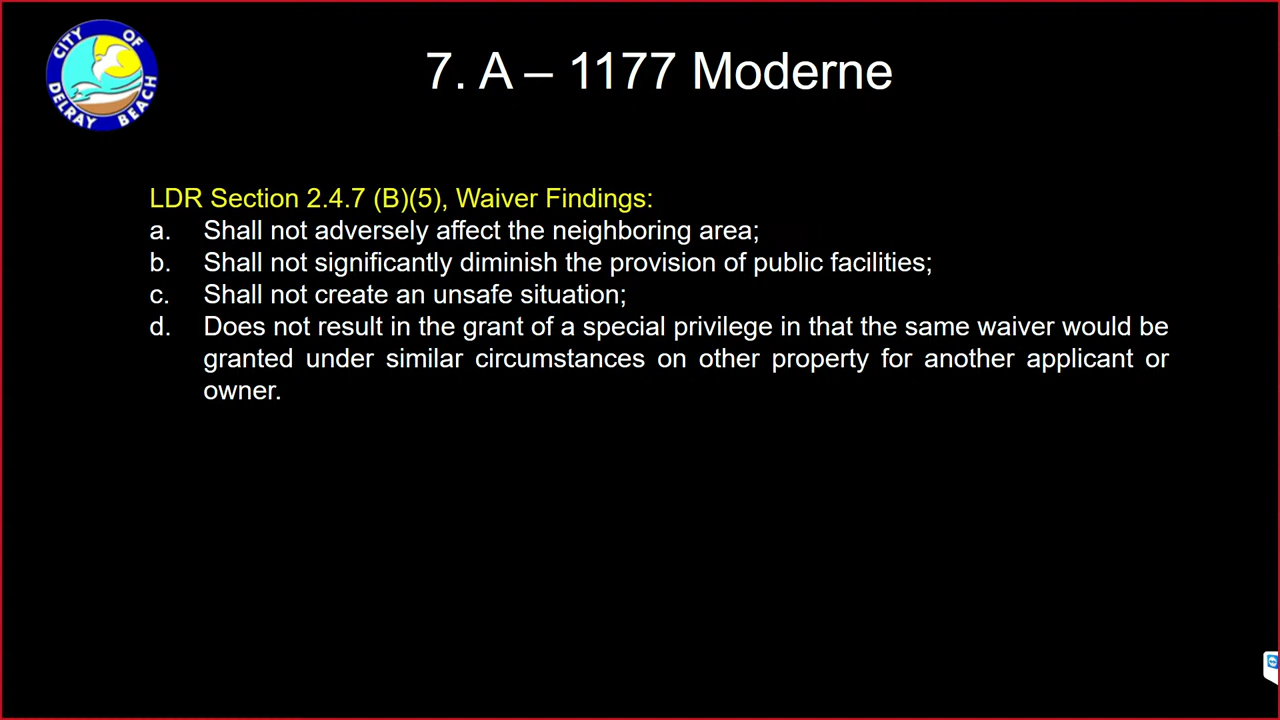 CITY OF
DELRAY BEACH
7. A – 1177 Moderne
LDR Section 2.4.7 (B)(5), Waiver Findings:
a. Shall not adversely affect the neighboring area;
b. Shall not significantly diminish the provision of public facilities;
c. Shall not create an unsafe situation;
d. Does not result in the grant of a special privilege in that the same waiver would be
granted under similar circumstances on other property for another applicant or
owner.